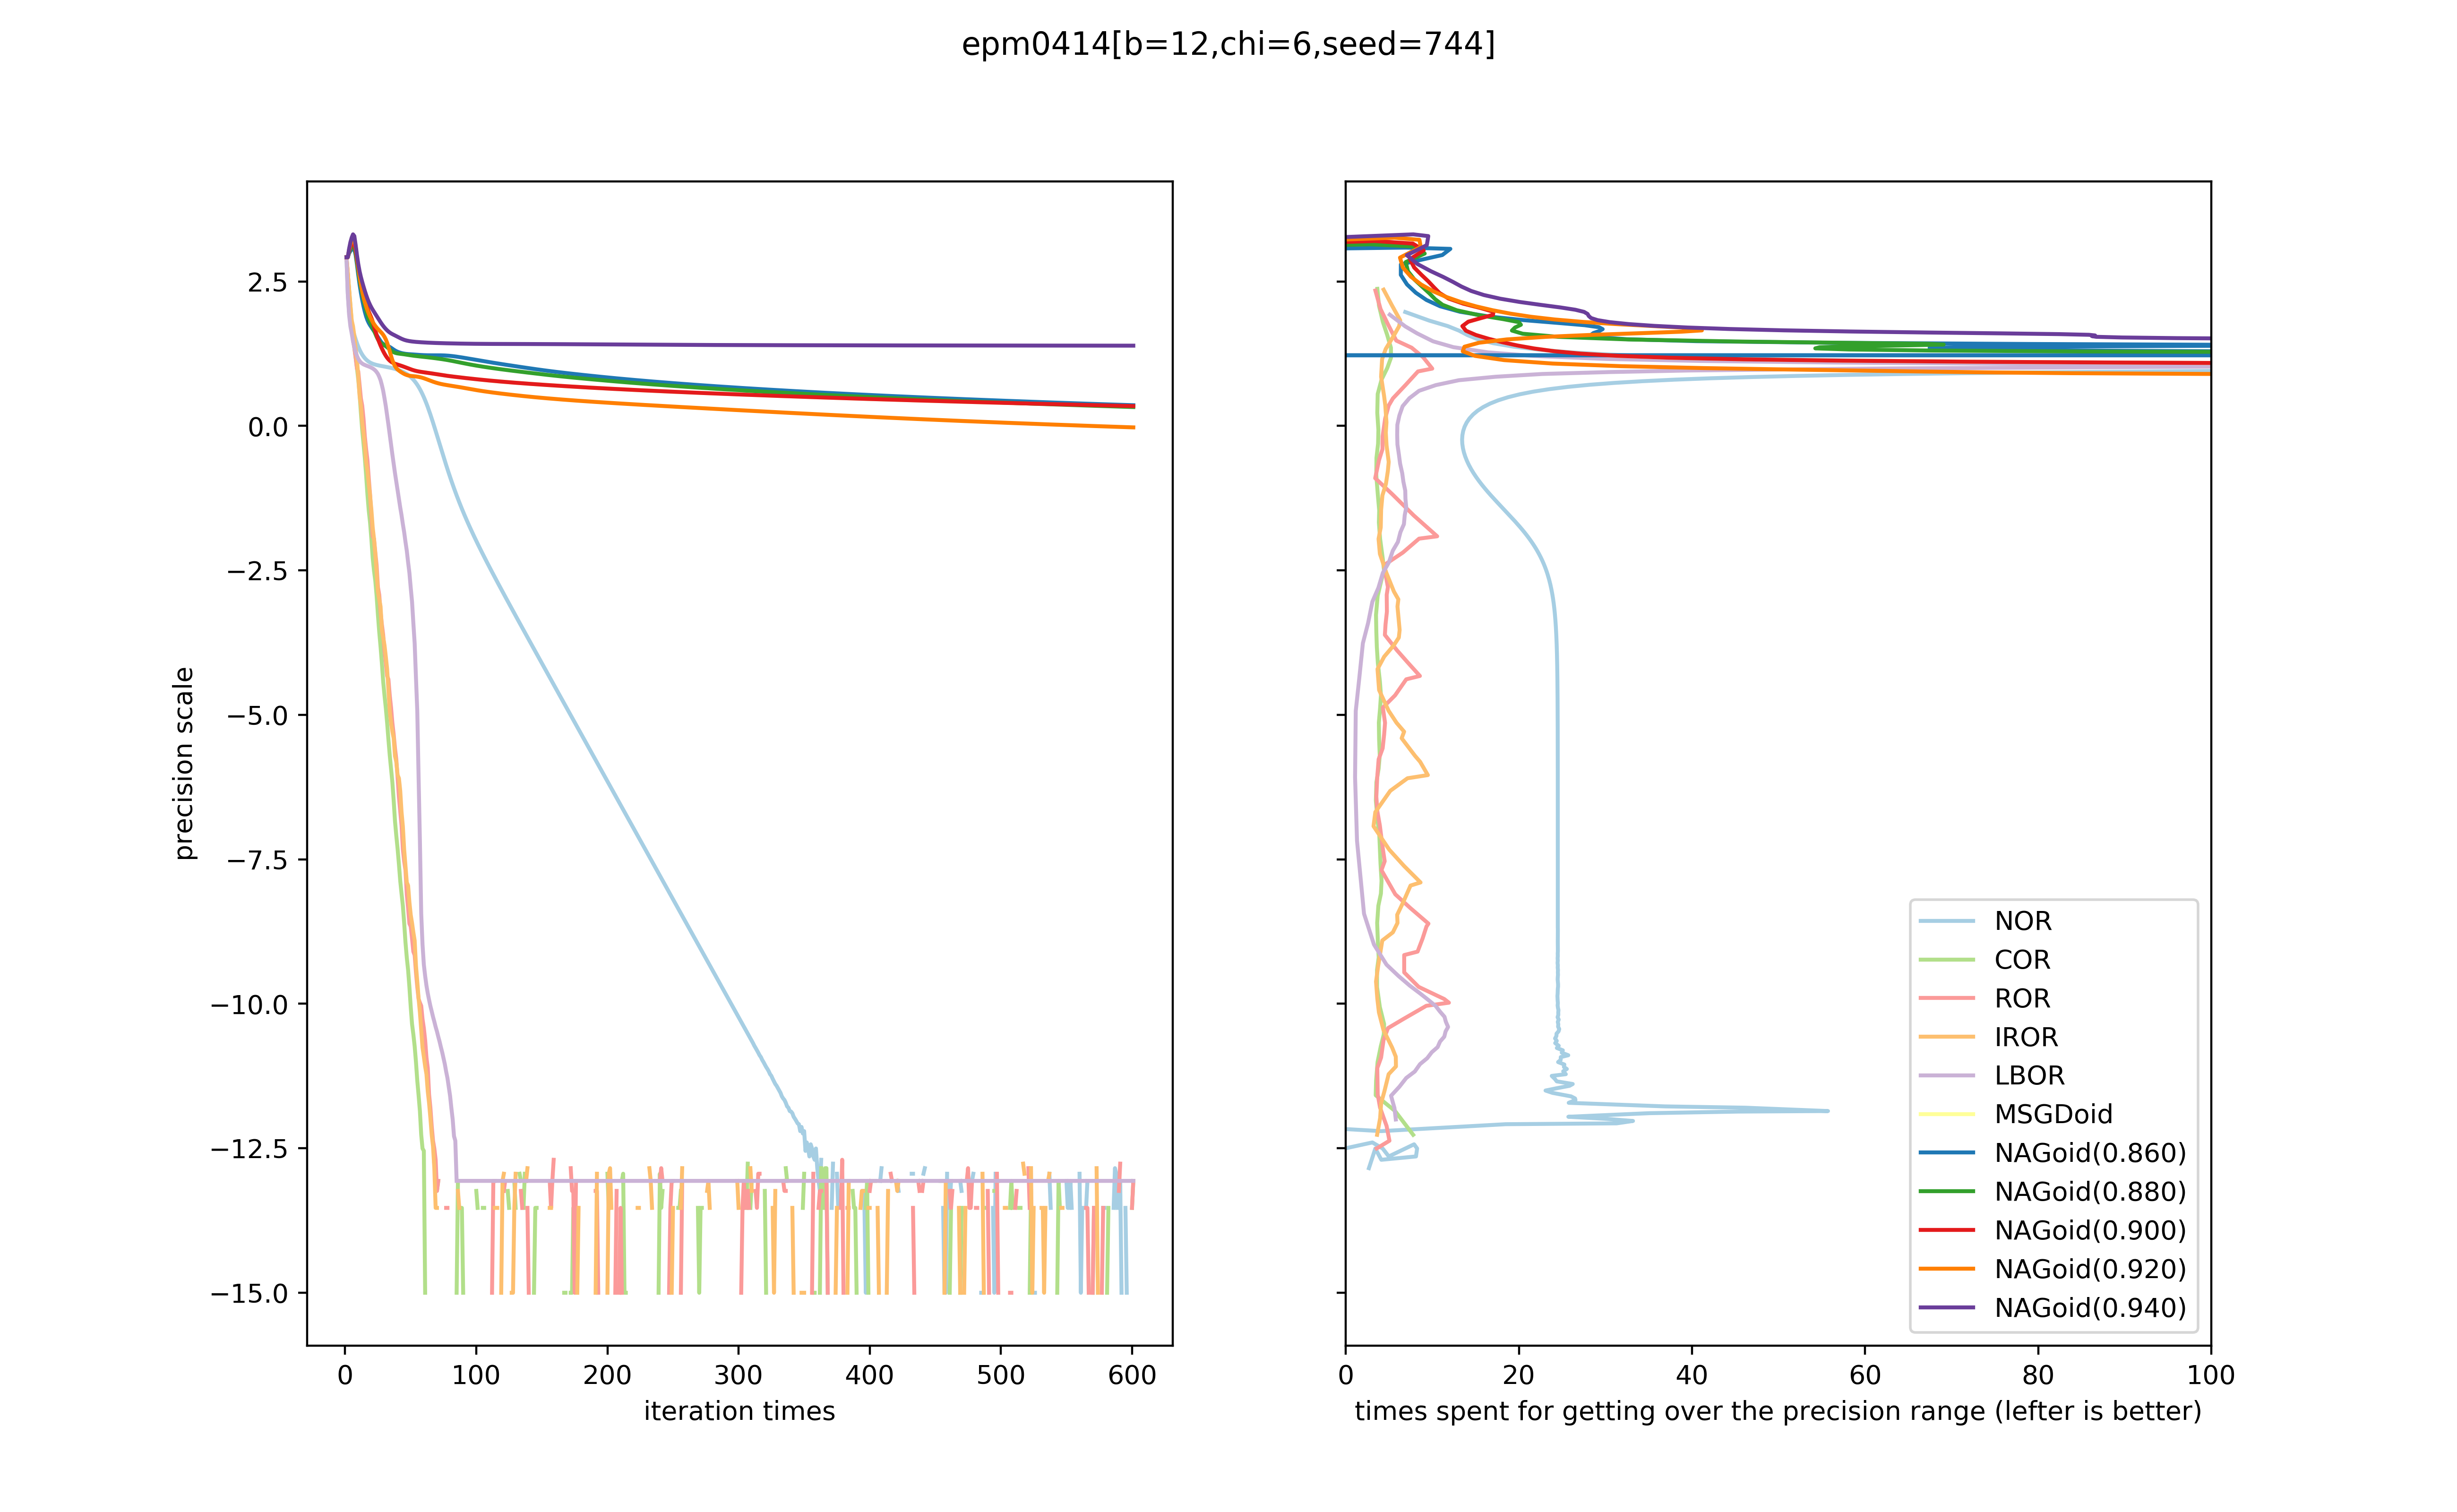 epm0414[b=12,chi=6,seed=744]
precision scale
2.5
0.0
−2.5
−5.0
−7.5
−10.0
−12.5
−15.0
0 100 200 300 400 500 600
iteration times
0 20 40 60 80 100
times spent for getting over the precision range (lefter is better)
NOR
COR
ROR
IROR
LBOR
MSGDoid
NAGoid(0.860)
NAGoid(0.880)
NAGoid(0.900)
NAGoid(0.920)
NAGoid(0.940)